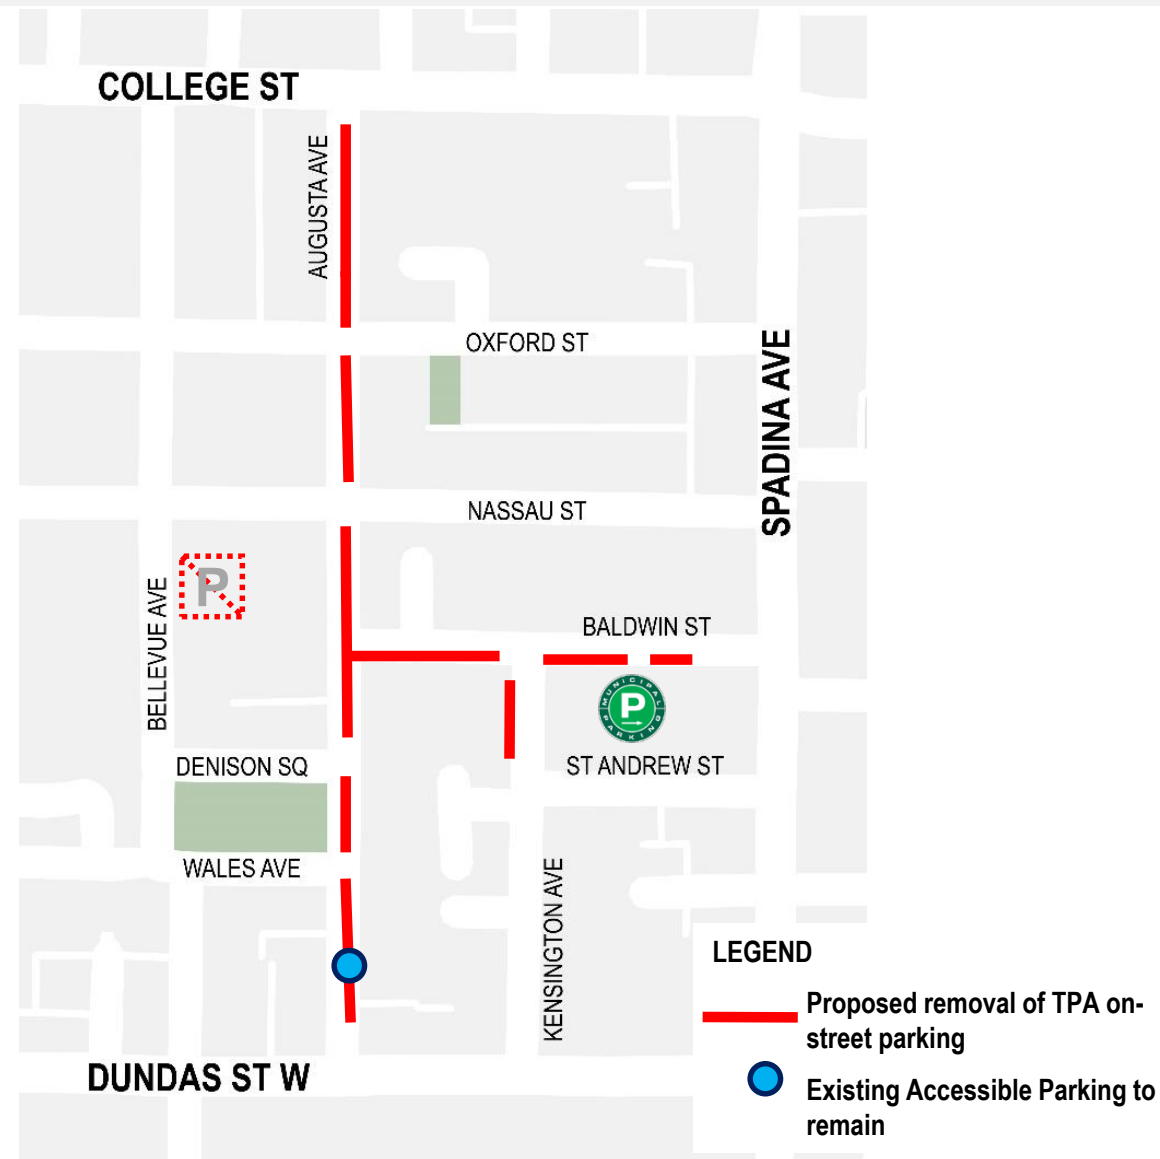 COLLEGE ST
AUGUSTA AVE
OXFORD ST
SPADINA AVE
NASSAU ST
P
BELLEVUE AVE
BALDWIN ST
MUNICIPAL
P
PARKING
DENISON SQ
ST ANDREW ST
WALES AVE
KENSINGTON AVE
DUNDAS ST W
LEGEND
Proposed removal of TPA on-
street parking
Existing Accessible Parking to
remain